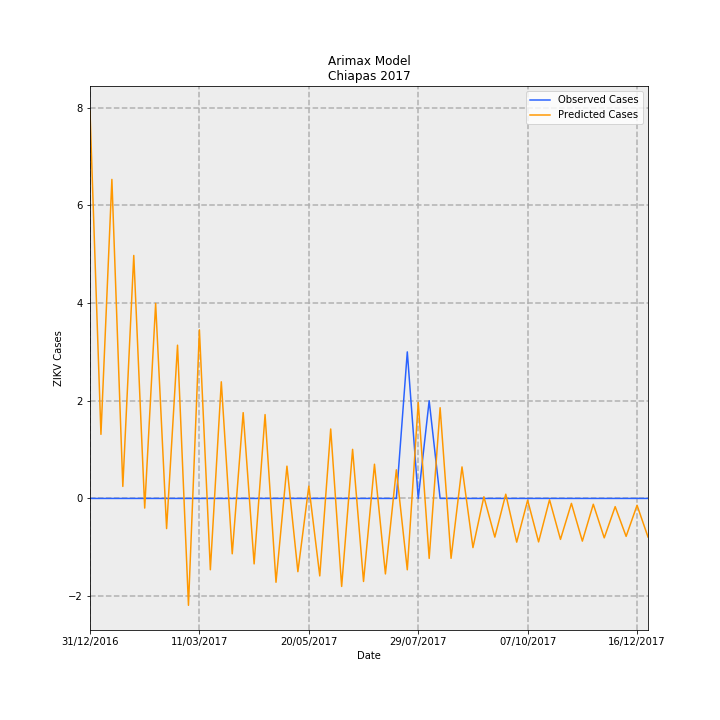 Arimax Model
Chiapas 2017
Observed Cases
Predicted Cases
8
6
4
2
0
−2
ZIKV Cases
31/12/2016 11/03/2017 20/05/2017 29/07/2017 07/10/2017 16/12/2017
Date